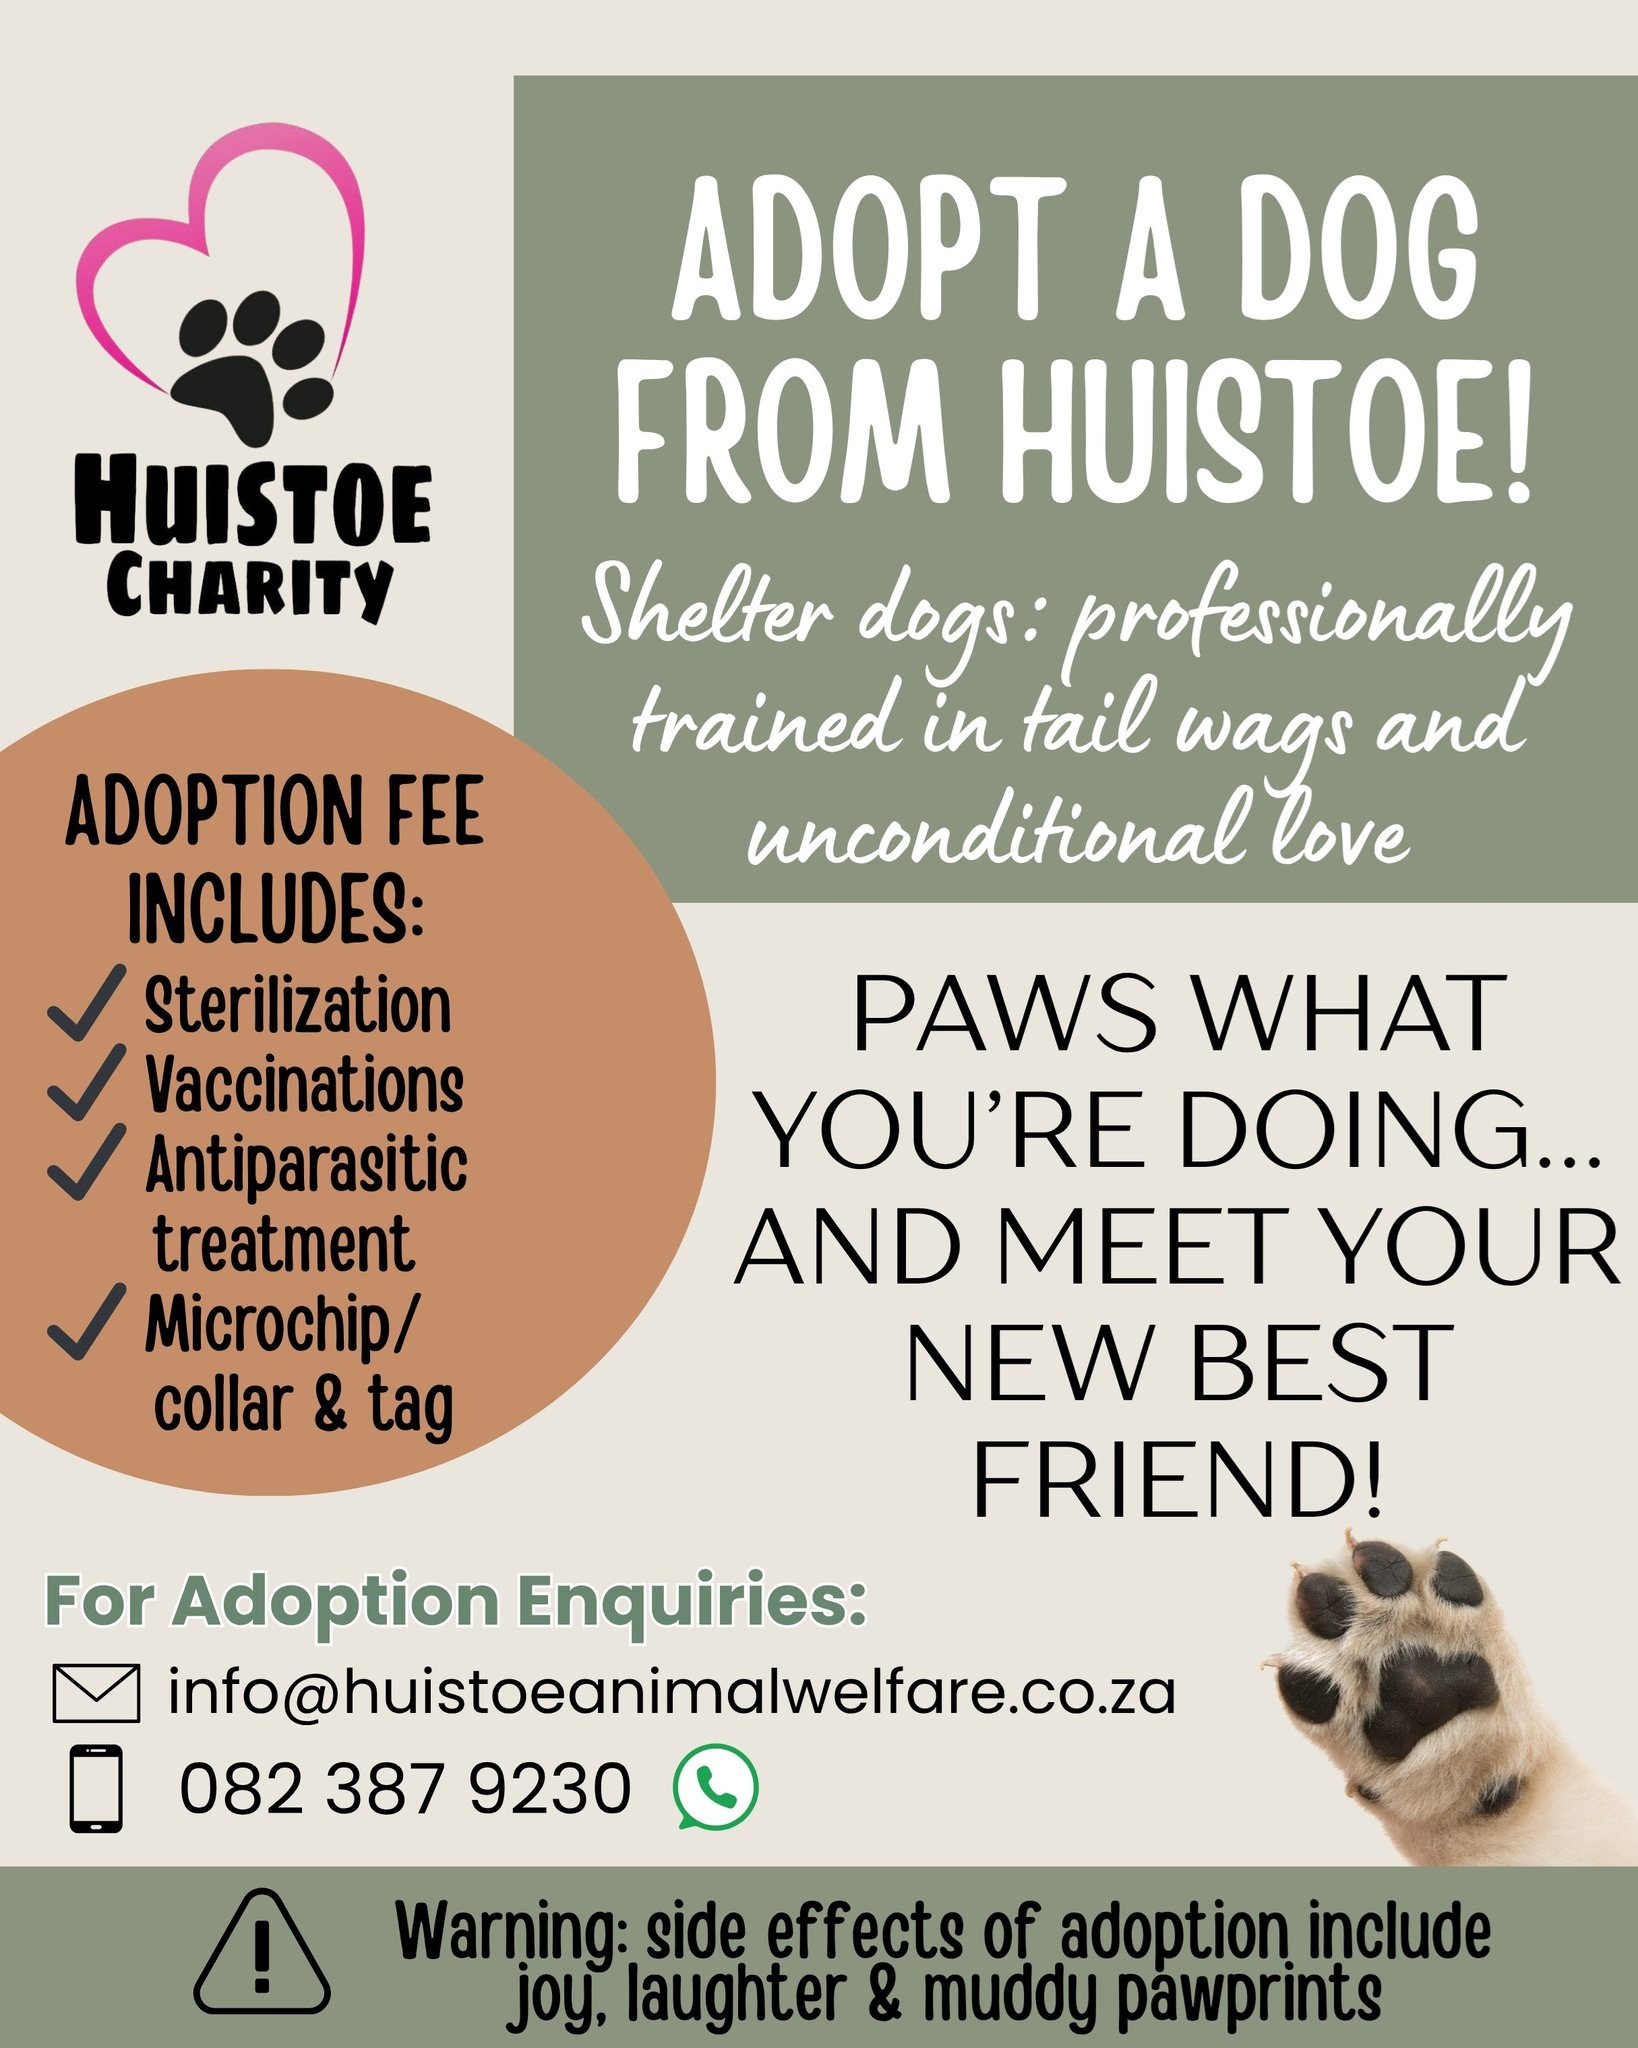 HUISTOE
CHARITY
ADOPT A DOG
FROM HUISTOE!
Shelter dogs: professionally
trained in tail wags and
unconditional love
ADOPTION FEE
INCLUDES:
Sterilization
Vaccinations
Antiparasitic
treatment
Microchip/
collar & tag
PAWS WHAT
YOU’RE DOING...
AND MEET YOUR
NEW BEST
FRIEND!
For Adoption Enquiries:
info@huistoeanimalwelfare.co.za
082 387 9230
Warning: side effects of adoption include
joy, laughter & muddy pawprints